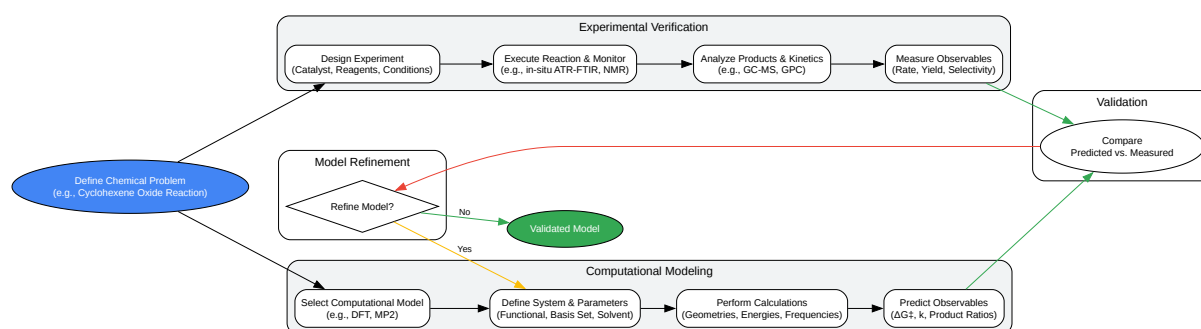 Experimental Verification
Design Experiment
(Catalyst, Reagents, Conditions)
Execute Reaction & Monitor
(e.g., in-situ ATR-FTIR, NMR)
Analyze Products & Kinetics
(e.g., GC-MS, GPC)
Measure Observables
(Rate, Yield, Selectivity)
Validation
Compare
Predicted vs. Measured
Define Chemical Problem
(e.g., Cyclohexene Oxide Reaction)
Model Refinement
Refine Model?
No
Validated Model
Yes
Computational Modeling
Select Computational Model
(e.g., DFT, MP2)
Define System & Parameters
(Functional, Basis Set, Solvent)
Perform Calculations
(Geometries, Energies, Frequencies)
Predict Observables
(ΔG‡, k, Product Ratios)